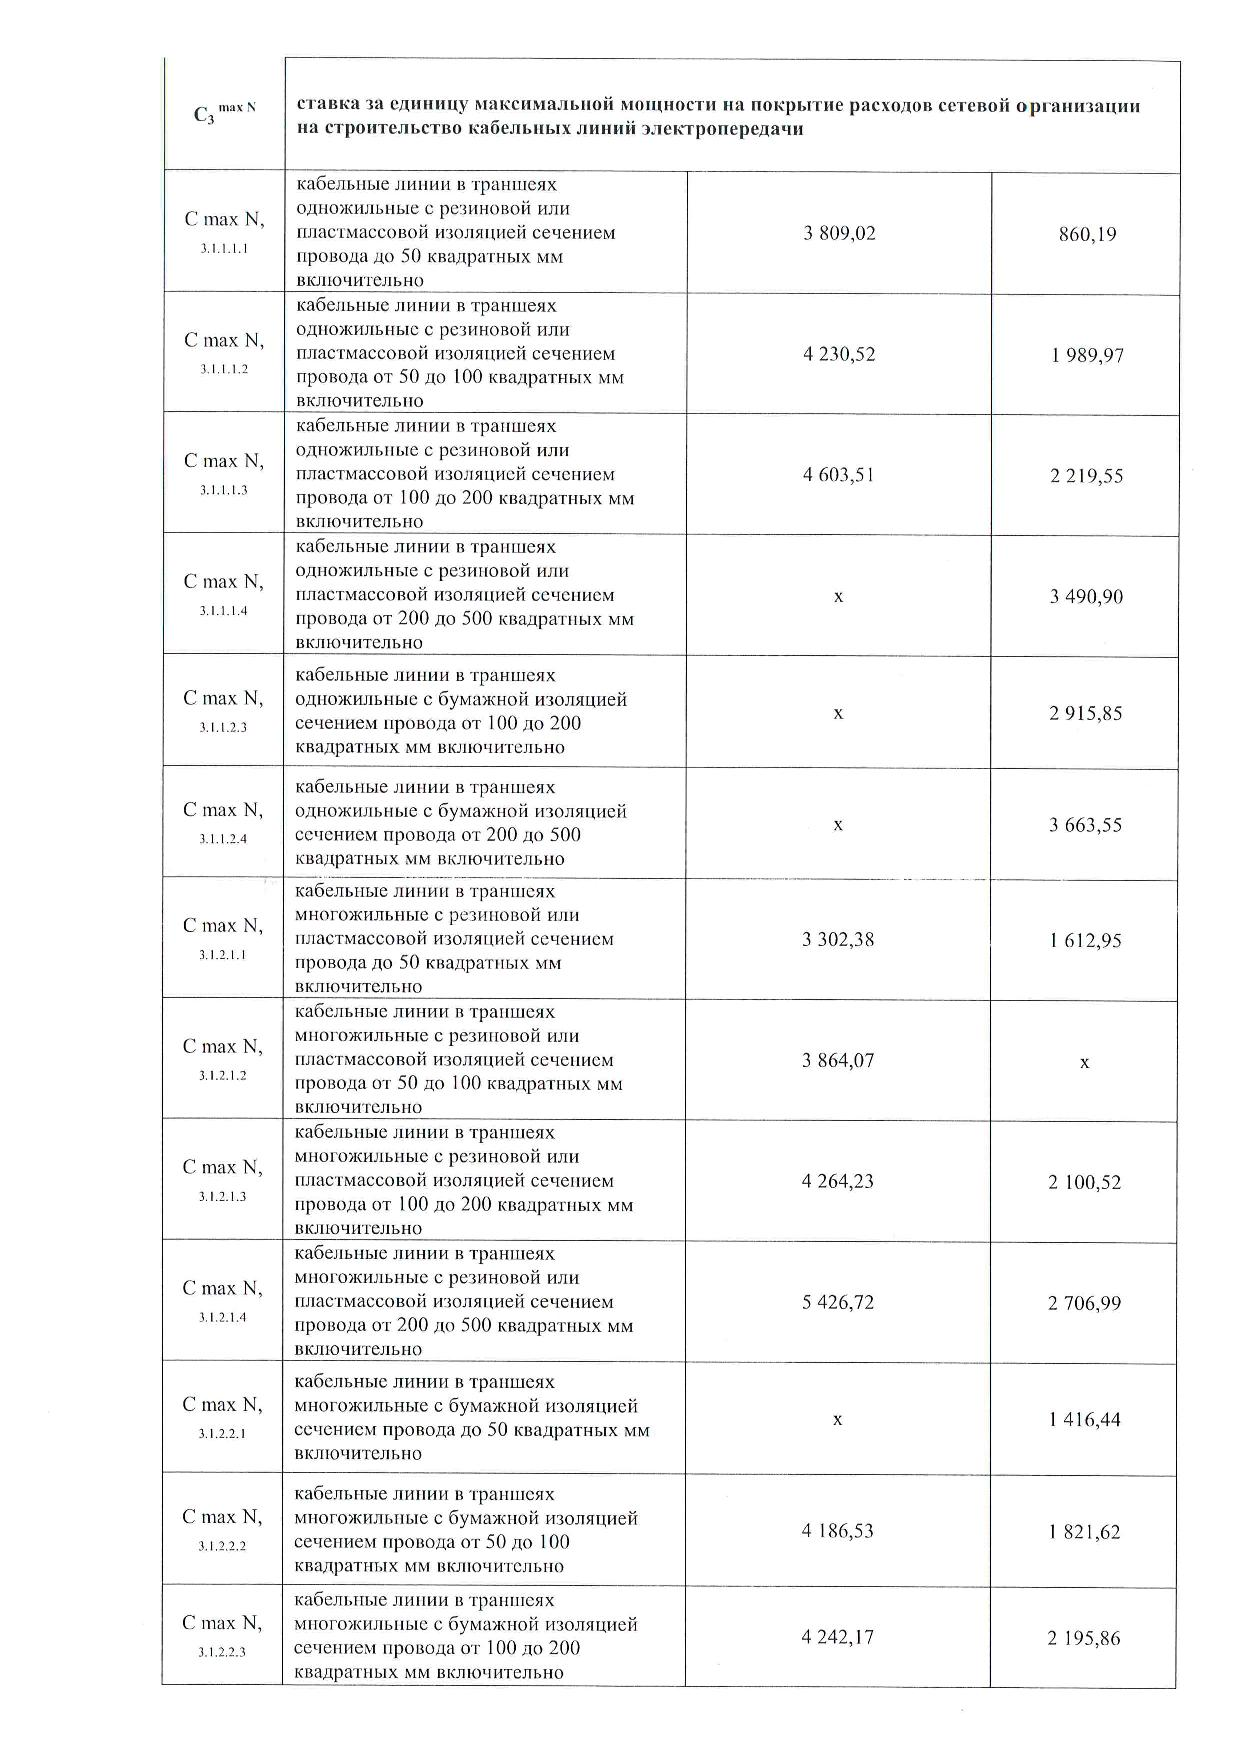 C₃ max N
ставка за единицу максимальной мощности на покрытие расходов сетевой организации
на строительство кабельных линий электропередачи
C max N,
3.1.1.1.1
кабельные линии в траншеях
одножильные с резиновой или
пластмассовой изоляцией сечением
провода до 50 квадратных мм
включительно
3 809,02
860,19
C max N,
3.1.1.1.2
кабельные линии в траншеях
одножильные с резиновой или
пластмассовой изоляцией сечением
провода от 50 до 100 квадратных мм
включительно
4 230,52
1 989,97
C max N,
3.1.1.1.3
кабельные линии в траншеях
одножильные с резиновой или
пластмассовой изоляцией сечением
провода от 100 до 200 квадратных мм
включительно
4 603,51
2 219,55
C max N,
3.1.1.1.4
кабельные линии в траншеях
одножильные с резиновой или
пластмассовой изоляцией сечением
провода от 200 до 500 квадратных мм
включительно
х
3 490,90
C max N,
3.1.1.2.3
кабельные линии в траншеях
одножильные с бумажной изоляцией
сечением провода от 100 до 200
квадратных мм включительно
х
2 915,85
C max N,
3.1.1.2.4
кабельные линии в траншеях
одножильные с бумажной изоляцией
сечением провода от 200 до 500
квадратных мм включительно
х
3 663,55
C max N,
3.1.2.1.1
кабельные линии в траншеях
многожильные с резиновой или
пластмассовой изоляцией сечением
провода до 50 квадратных мм
включительно
3 302,38
1 612,95
C max N,
3.1.2.1.2
кабельные линии в траншеях
многожильные с резиновой или
пластмассовой изоляцией сечением
провода от 50 до 100 квадратных мм
включительно
3 864,07
х
C max N,
3.1.2.1.3
кабельные линии в траншеях
многожильные с резиновой или
пластмассовой изоляцией сечением
провода от 100 до 200 квадратных мм
включительно
4 264,23
2 100,52
C max N,
3.1.2.1.4
кабельные линии в траншеях
многожильные с резиновой или
пластмассовой изоляцией сечением
провода от 200 до 500 квадратных мм
включительно
5 426,72
2 706,99
C max N,
3.1.2.2.1
кабельные линии в траншеях
многожильные с бумажной изоляцией
сечением провода до 50 квадратных мм
включительно
х
1 416,44
C max N,
3.1.2.2.2
кабельные линии в траншеях
многожильные с бумажной изоляцией
сечением провода от 50 до 100
квадратных мм включительно
4 186,53
1 821,62
C max N,
3.1.2.2.3
кабельные линии в траншеях
многожильные с бумажной изоляцией
сечением провода от 100 до 200
квадратных мм включительно
4 242,17
2 195,86